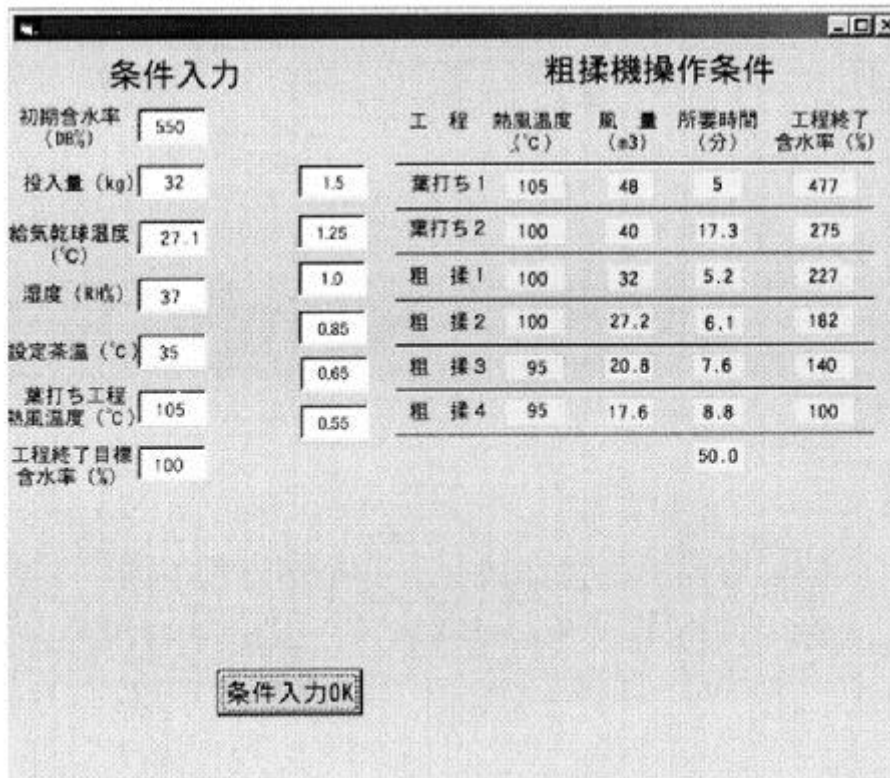 条件入力
初期含水率
(DB%)
550
投入量 (kg)
32
給気乾球温度
(℃)
27.1
湿度 (RH%)
37
設定茶温 (℃)
35
葉打ち工程
熱風温度 (℃)
105
工程終了目標
含水率 (%)
100
1.5
1.25
1.0
0.85
0.65
0.55
条件入力OK
粗揉機操作条件
工 程 熱風温度 風 量 所要時間 工程終了
(℃) (m3) (分) 含水率 (%)
葉打ち1 105 48 5 477
葉打ち2 100 40 17.3 275
粗 揉1 100 32 5.2 227
粗 揉2 100 27.2 6.1 182
粗 揉3 95 20.8 7.6 140
粗 揉4 95 17.6 8.8 100
50.0